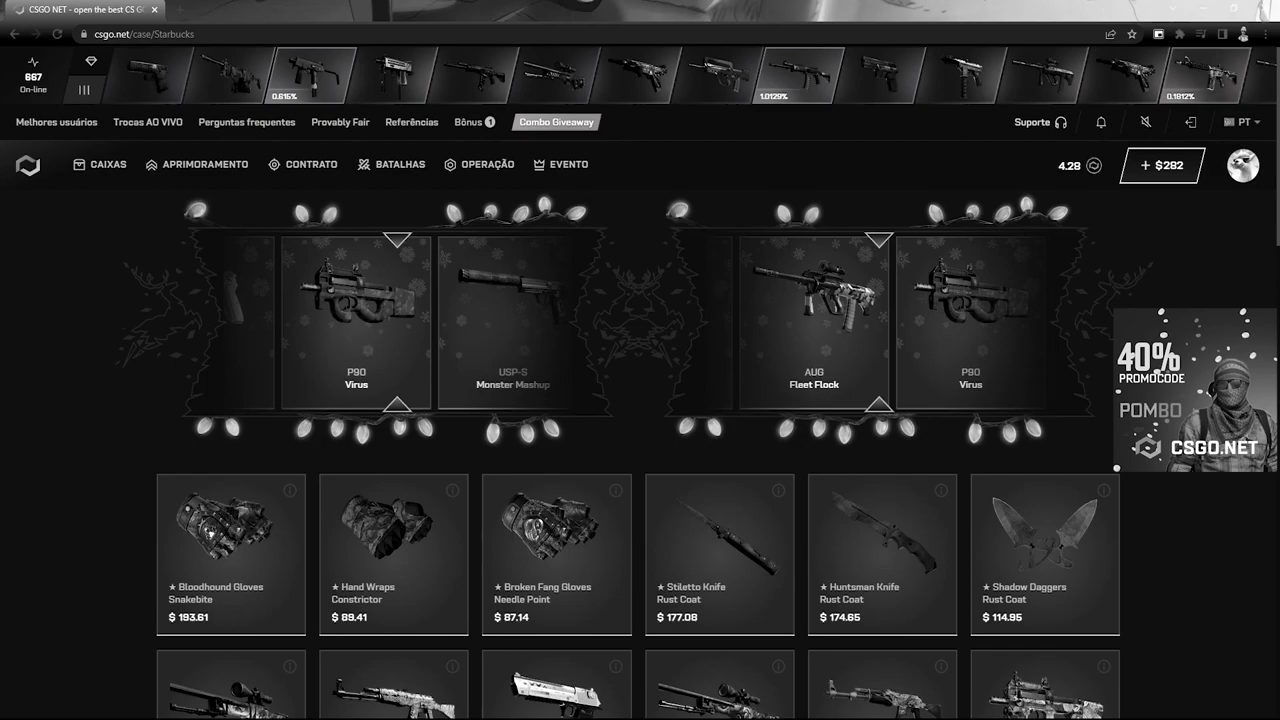 CSGO NET - open the best CS G
csgo.net/case/Starbucks
667
On-line
0.615%
1.0129%
0.1812%
Melhores usuários
Trocas AO VIVO
Perguntas frequentes
Provably Fair
Referências
Bônus 1
Combo Giveaway
Suporte
PT
CAIXAS
APRIMORAMENTO
CONTRATO
BATALHAS
OPERAÇÃO
EVENTO
4.28
+ $282
P90
Virus
USP-S
Monster Mashup
AUG
Fleet Flock
P90
Virus
40%
PROMOCODE
POMBO
CSGO.NET
★ Bloodhound Gloves
Snakebite
$ 193.61
★ Hand Wraps
Constrictor
$ 89.41
★ Broken Fang Gloves
Needle Point
$ 87.14
★ Stiletto Knife
Rust Coat
$ 177.08
★ Huntsman Knife
Rust Coat
$ 174.65
★ Shadow Daggers
Rust Coat
$ 114.95